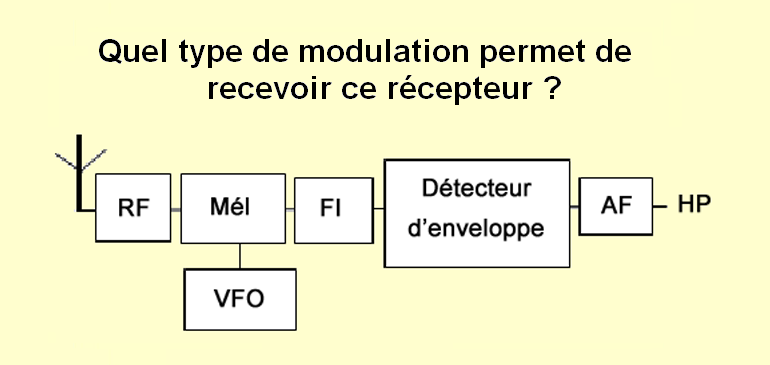 Quel type de modulation permet de
recevoir ce récepteur ?
RF
Mél
FI
Détecteur
d'enveloppe
AF
HP
VFO